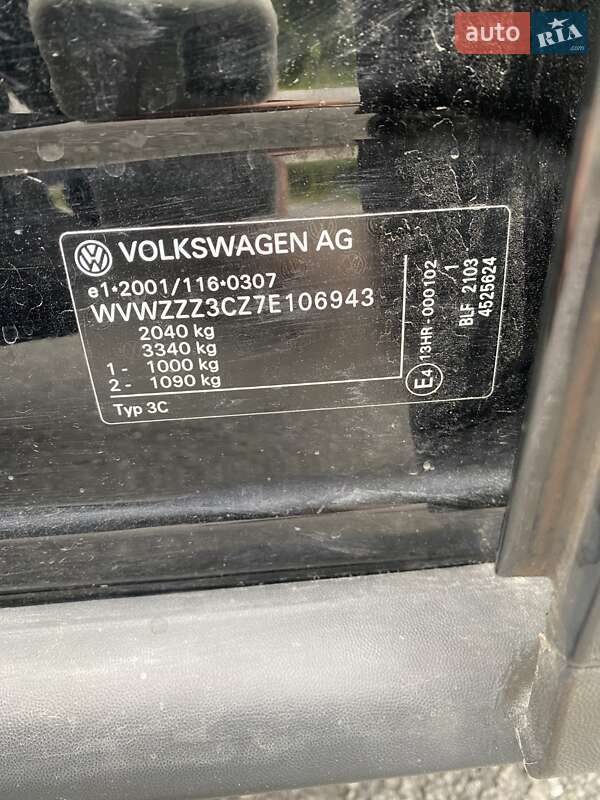 auto RIA
VOLKSWAGEN AG
e1*2001/116*0307
WVWZZZ3CZ7E106943
2040 kg
3340 kg
1 - 1000 kg
2 - 1090 kg
Typ 3C
E4 13HR-000102
1
BLF 2103
4525624